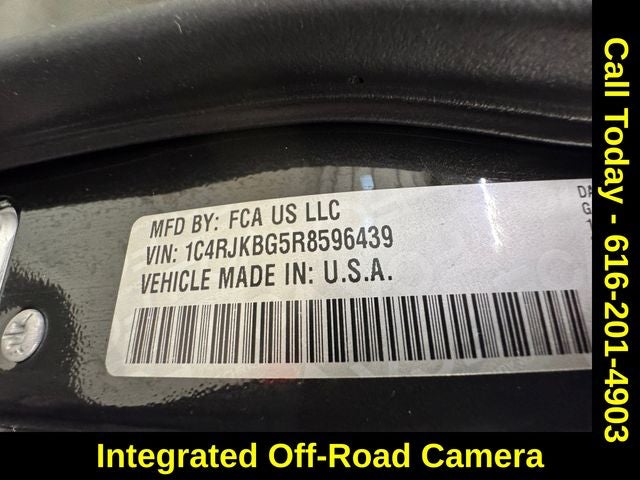 MFD BY: FCA US LLC
VIN: 1C4RJKBG5R8596439
VEHICLE MADE IN: U.S.A.
Call Today - 616-201-4903
Integrated Off-Road Camera